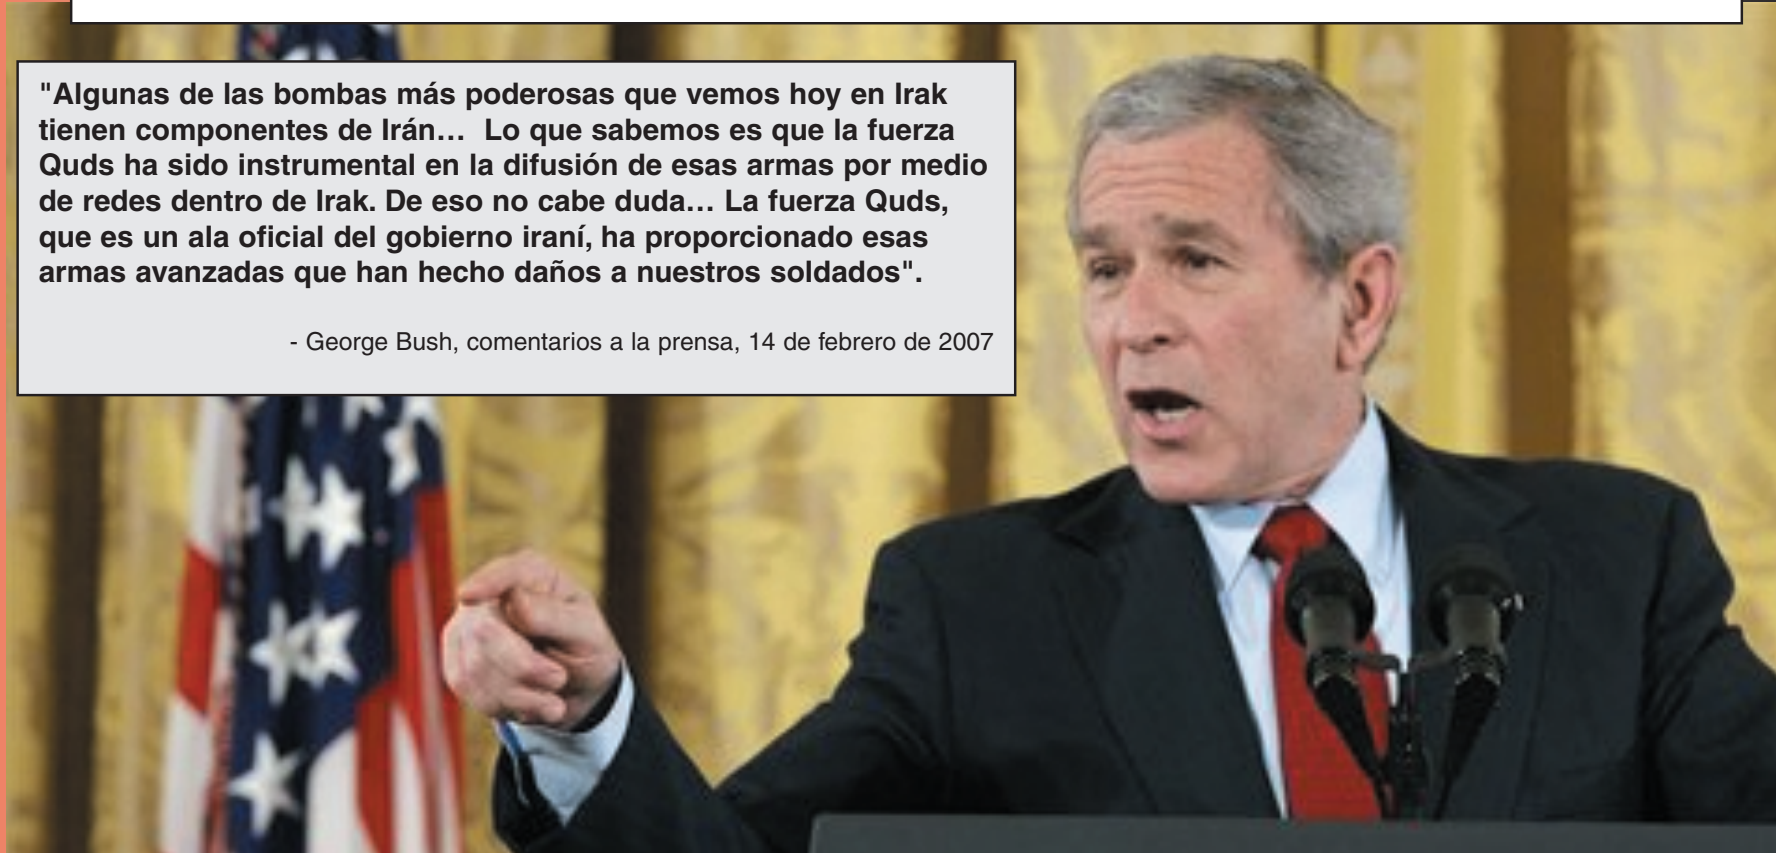 "Algunas de las bombas más poderosas que vemos hoy en Irak
tienen componentes de Irán… Lo que sabemos es que la fuerza
Quds ha sido instrumental en la difusión de esas armas por medio
de redes dentro de Irak. De eso no cabe duda… La fuerza Quds,
que es un ala oficial del gobierno iraní, ha proporcionado esas
armas avanzadas que han hecho daños a nuestros soldados".
- George Bush, comentarios a la prensa, 14 de febrero de 2007